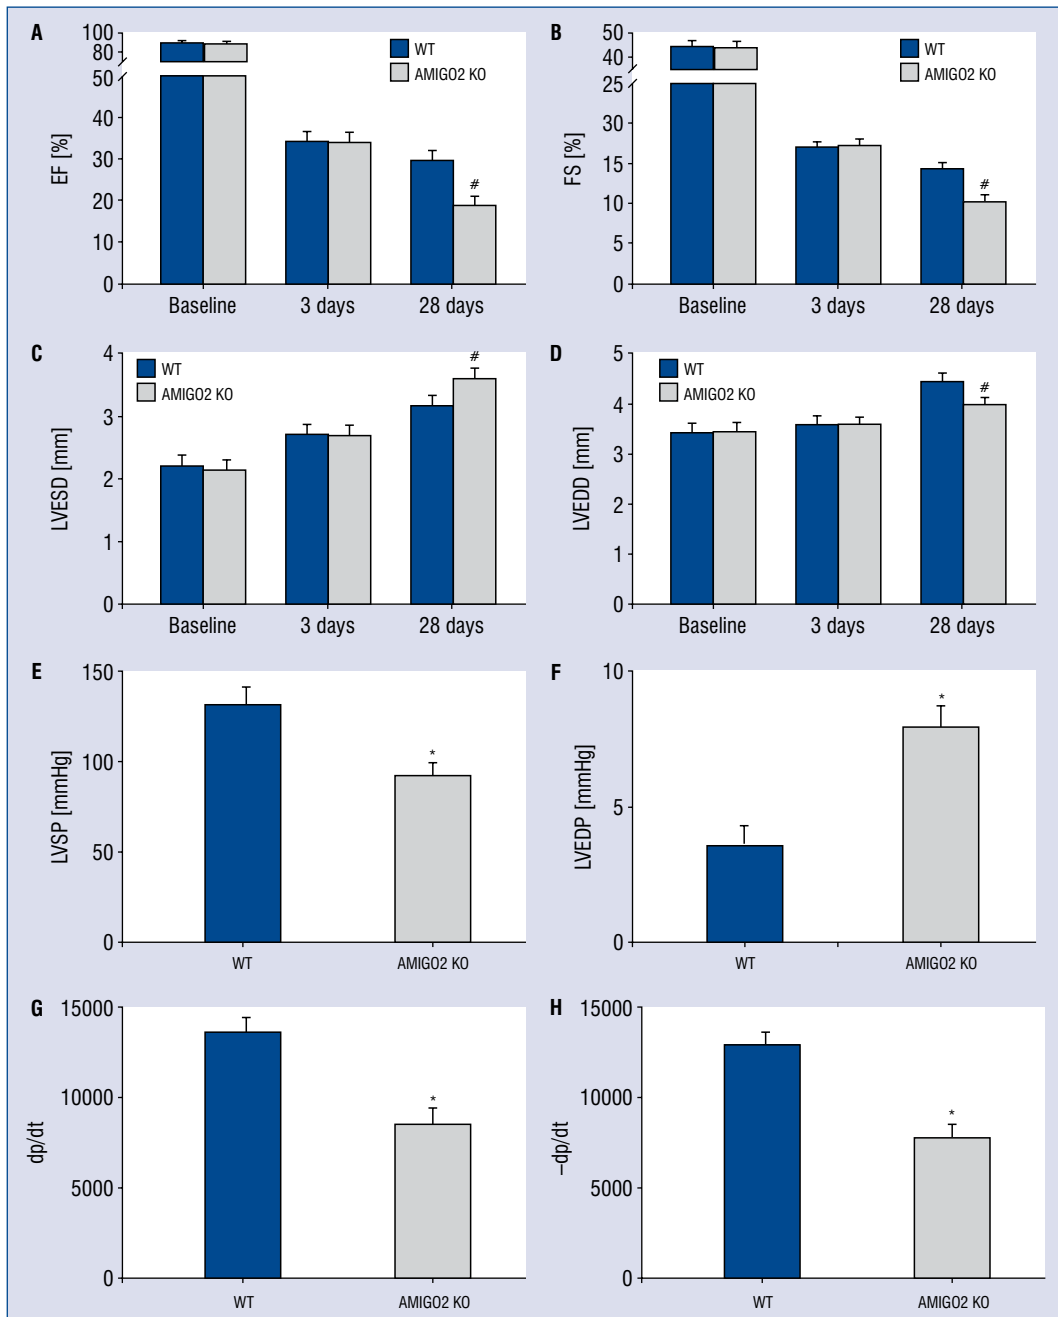 A
EF [%]
100
80
50
40
30
20
10
0
WT
AMIGO2 KO
Baseline 3 days 28 days
#
B
FS [%]
50
40
25
30
15
10
5
0
WT
AMIGO2 KO
Baseline 3 days 28 days
#
C
LVESD [mm]
4
3
2
1
0
WT
AMIGO2 KO
Baseline 3 days 28 days
#
D
LVEDD [mm]
5
4
3
2
1
0
WT
AMIGO2 KO
Baseline 3 days 28 days
#
E
LVSP [mmHg]
150
100
50
0
*
WT AMIGO2 KO
F
LVEDP [mmHg]
10
5
0
*
WT AMIGO2 KO
G
dp/dt
15000
10000
5000
0
*
WT AMIGO2 KO
H
–dp/dt
15000
10000
5000
0
*
WT AMIGO2 KO